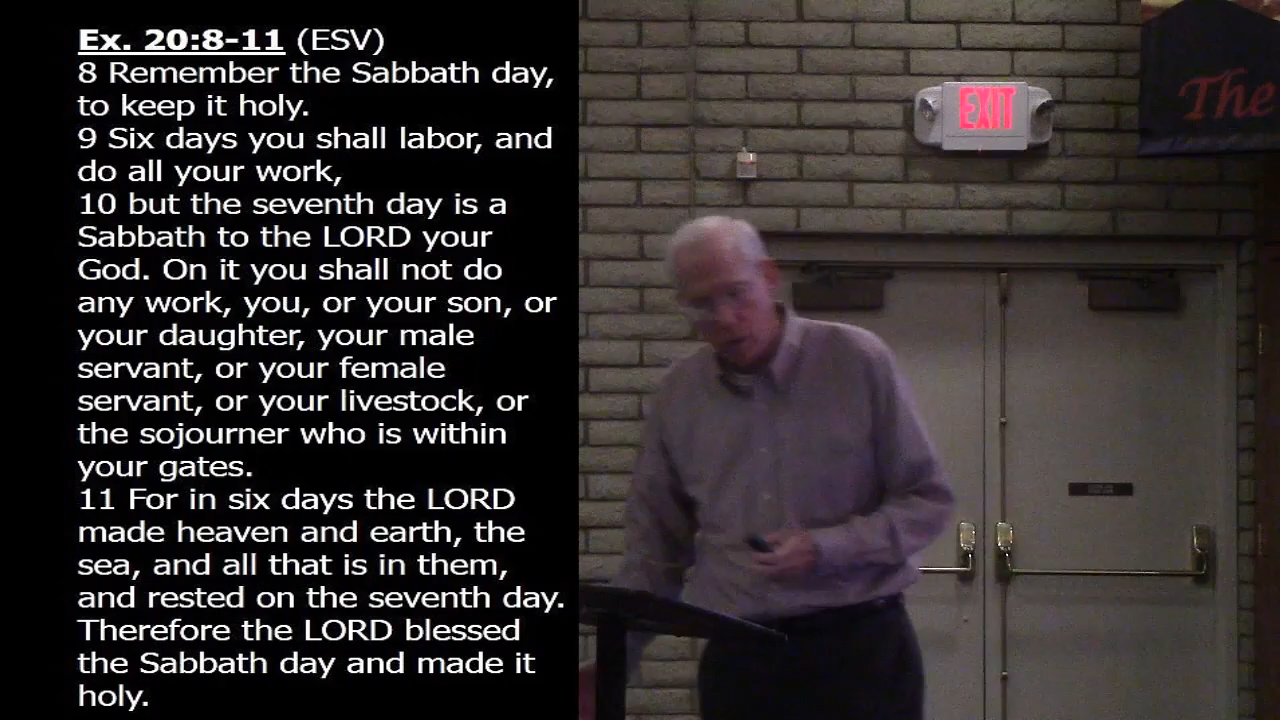 Ex. 20:8-11 (ESV)
8 Remember the Sabbath day,
to keep it holy.
9 Six days you shall labor, and
do all your work,
10 but the seventh day is a
Sabbath to the LORD your
God. On it you shall not do
any work, you, or your son, or
your daughter, your male
servant, or your female
servant, or your livestock, or
the sojourner who is within
your gates.
11 For in six days the LORD
made heaven and earth, the
sea, and all that is in them,
and rested on the seventh day.
Therefore the LORD blessed
the Sabbath day and made it
holy.
EXIT
The